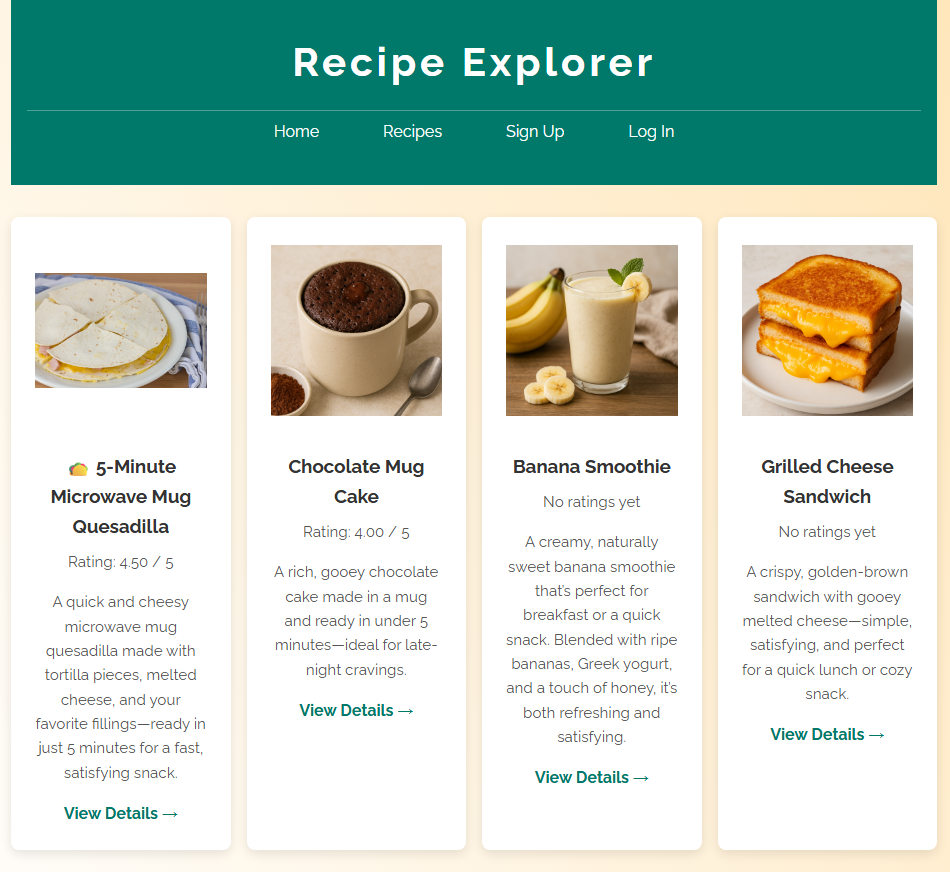 Recipe Explorer
Home Recipes Sign Up Log In
🌮 5-Minute
Microwave Mug
Quesadilla
Rating: 4.50 / 5
A quick and cheesy
microwave mug
quesadilla made with
tortilla pieces, melted
cheese, and your
favorite fillings—ready in
just 5 minutes for a fast,
satisfying snack.
View Details →
Chocolate Mug
Cake
Rating: 4.00 / 5
A rich, gooey chocolate
cake made in a mug
and ready in under 5
minutes—ideal for late-
night cravings.
View Details →
Banana Smoothie
No ratings yet
A creamy, naturally
sweet banana smoothie
that’s perfect for
breakfast or a quick
snack. Blended with ripe
bananas, Greek yogurt,
and a touch of honey, it’s
both refreshing and
satisfying.
View Details →
Grilled Cheese
Sandwich
No ratings yet
A crispy, golden-brown
sandwich with gooey
melted cheese—simple,
satisfying, and perfect
for a quick lunch or cozy
snack.
View Details →